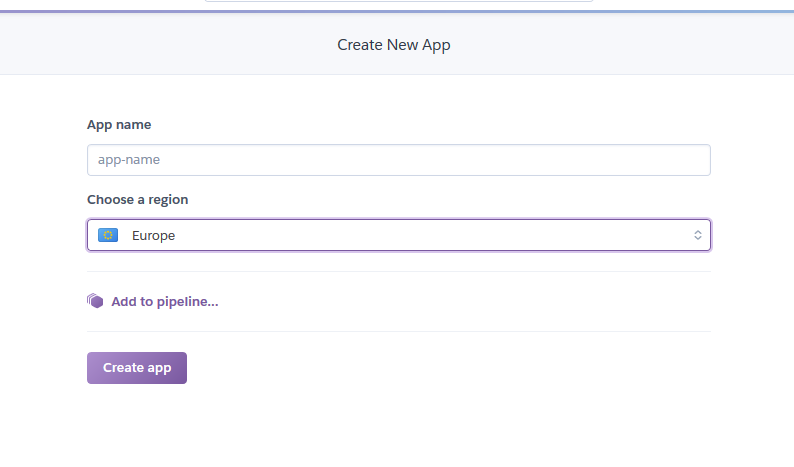 Create New App
App name
app-name
Choose a region
Europe
Add to pipeline...
Create app